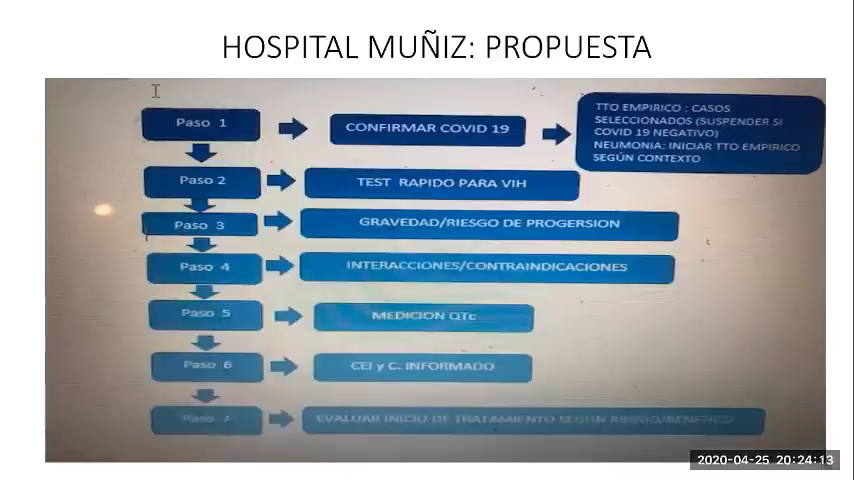 HOSPITAL MUÑIZ: PROPUESTA
Paso 1
CONFIRMAR COVID 19
TTO EMPIRICO : CASOS
SELECCIONADOS (SUSPENDER SI
COVID 19 NEGATIVO)
NEUMONIA: INICIAR TTO EMPIRICO
SEGÚN CONTEXTO
Paso 2
TEST RAPIDO PARA VIH
Paso 3
GRAVEDAD/RIESGO DE PROGERSION
Paso 4
INTERACCIONES/CONTRAINDICACIONES
Paso 5
MEDICION QTc
Paso 6
CEI y C. INFORMADO
Paso 7
EVALUAR INICIO DE TRATAMIENTO SEGÚN RIESGO/BENEFICIO
2020-04-25 20:24:13